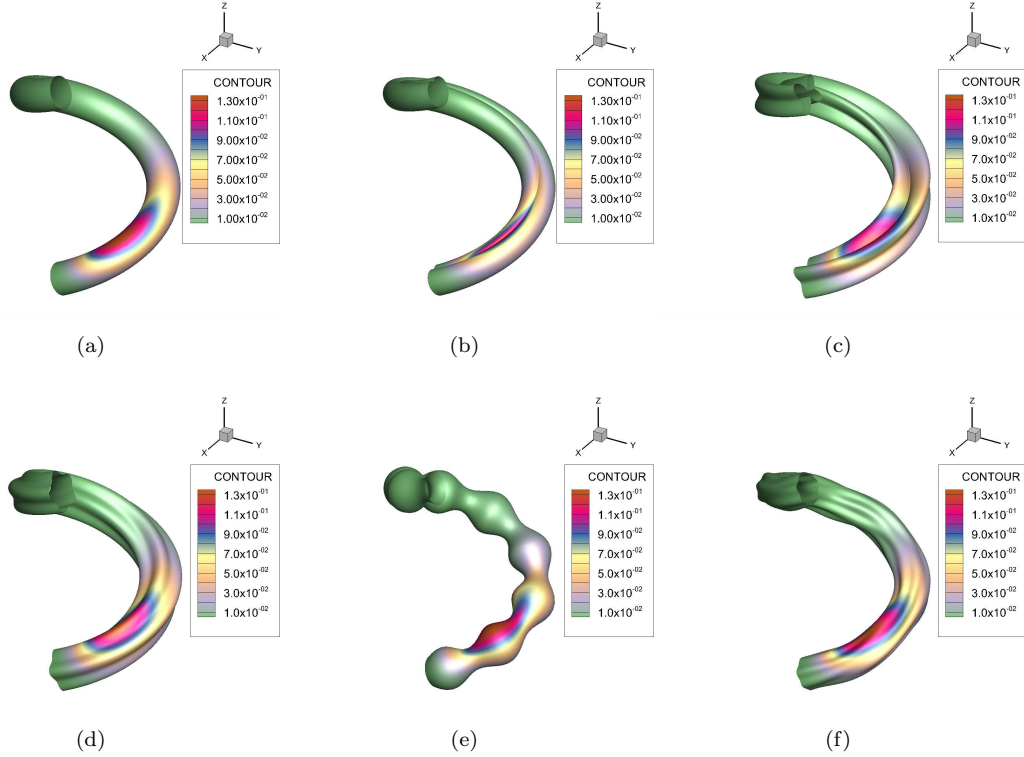 Z
X
Y
CONTOUR
1.30x10^-01
1.10x10^-01
9.00x10^-02
7.00x10^-02
5.00x10^-02
3.00x10^-02
1.00x10^-02
(a)
Z
X
Y
CONTOUR
1.30x10^-01
1.10x10^-01
9.00x10^-02
7.00x10^-02
5.00x10^-02
3.00x10^-02
1.00x10^-02
(b)
Z
X
Y
CONTOUR
1.3x10^-01
1.1x10^-01
9.0x10^-02
7.0x10^-02
5.0x10^-02
3.0x10^-02
1.0x10^-02
(c)
Z
X
Y
CONTOUR
1.3x10^-01
1.1x10^-01
9.0x10^-02
7.0x10^-02
5.0x10^-02
3.0x10^-02
1.0x10^-02
(d)
Z
X
Y
CONTOUR
1.3x10^-01
1.1x10^-01
9.0x10^-02
7.0x10^-02
5.0x10^-02
3.0x10^-02
1.0x10^-02
(e)
Z
X
Y
CONTOUR
1.3x10^-01
1.1x10^-01
9.0x10^-02
7.0x10^-02
5.0x10^-02
3.0x10^-02
1.0x10^-02
(f)